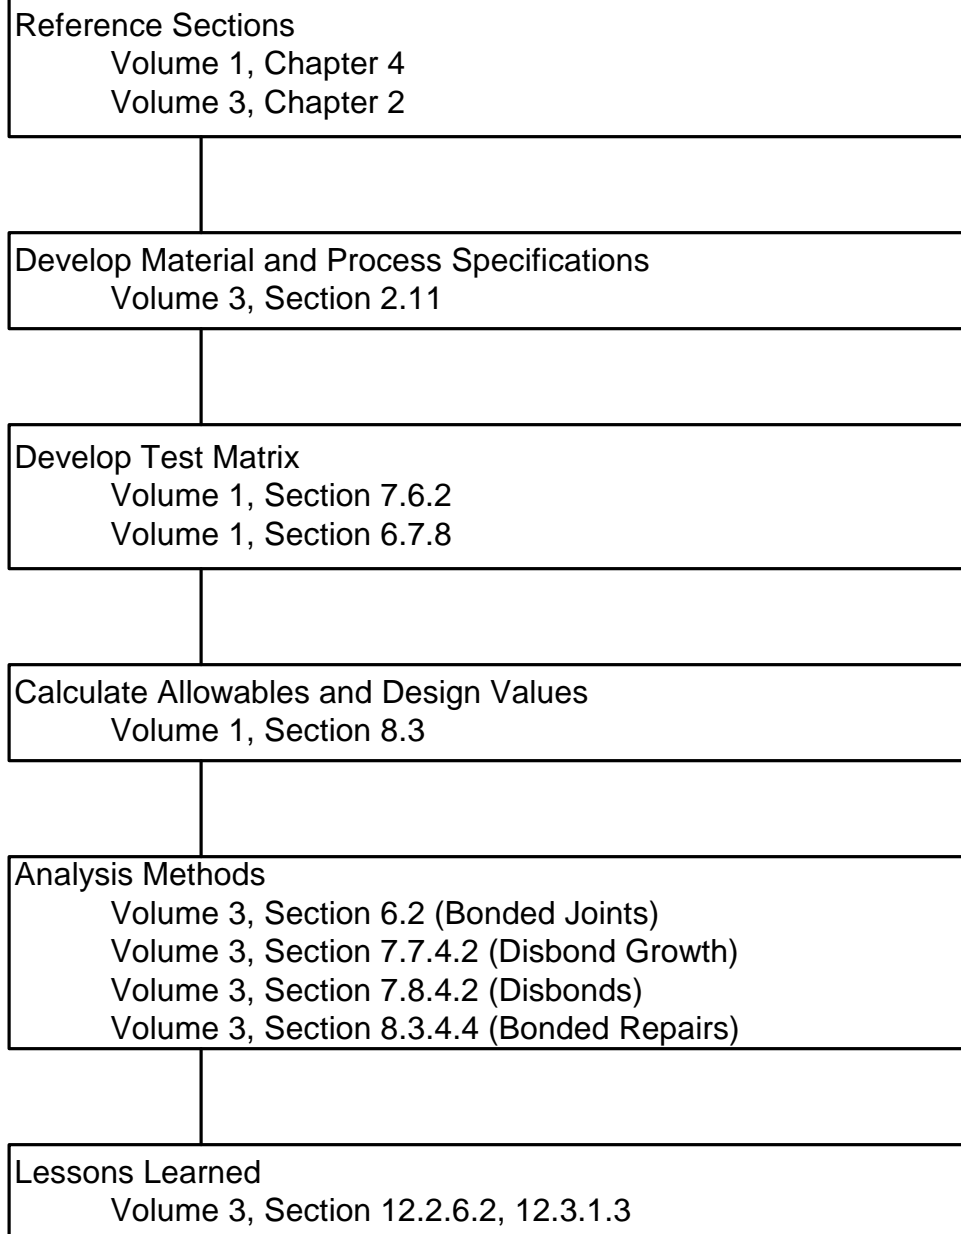 Reference Sections
Volume 1, Chapter 4
Volume 3, Chapter 2
Develop Material and Process Specifications
Volume 3, Section 2.11
Develop Test Matrix
Volume 1, Section 7.6.2
Volume 1, Section 6.7.8
Calculate Allowables and Design Values
Volume 1, Section 8.3
Analysis Methods
Volume 3, Section 6.2 (Bonded Joints)
Volume 3, Section 7.7.4.2 (Disbond Growth)
Volume 3, Section 7.8.4.2 (Disbonds)
Volume 3, Section 8.3.4.4 (Bonded Repairs)
Lessons Learned
Volume 3, Section 12.2.6.2, 12.3.1.3